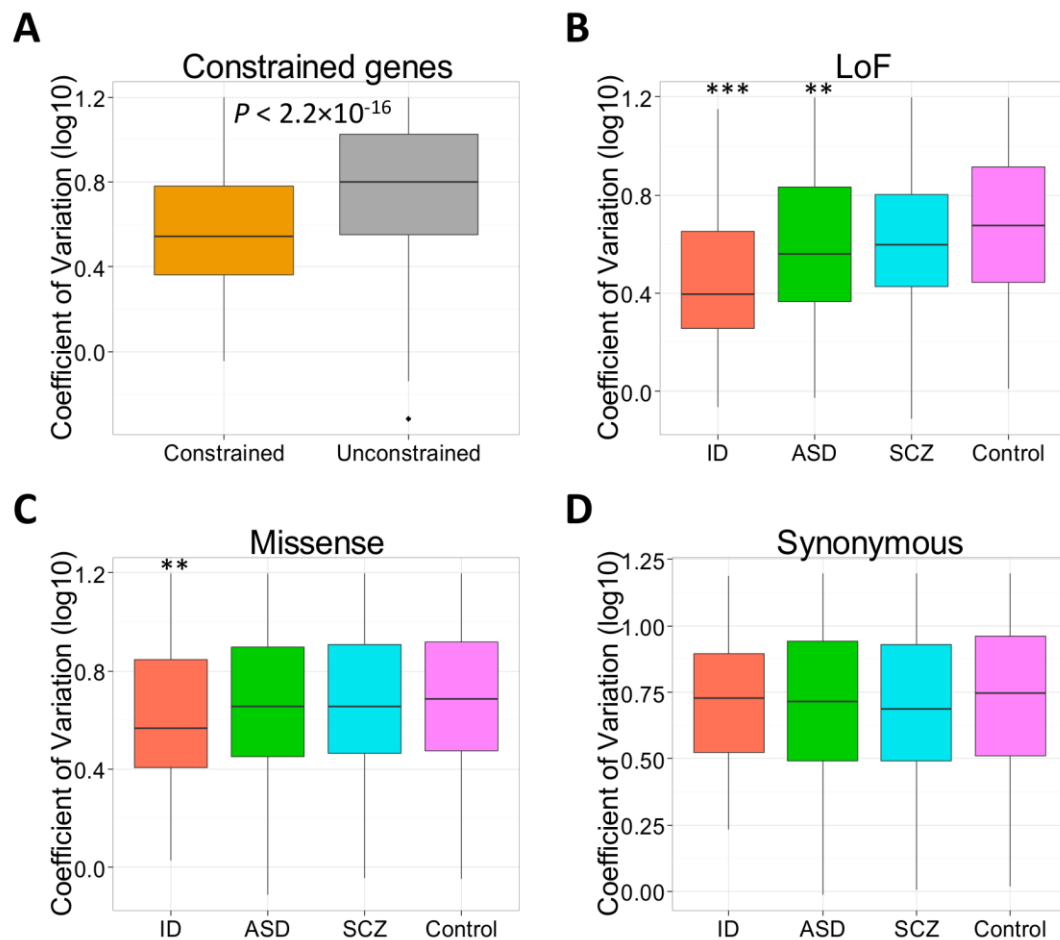 A
Constrained genes
P < 2.2×10-16
Coefficient of Variation (log10)
1.2
0.8
0.4
0.0
Constrained Unconstrained
B
LoF
*** **
Coefficient of Variation (log10)
1.2
0.8
0.4
0.0
ID ASD SCZ Control
C
Missense
**
Coefficient of Variation (log10)
1.2
0.8
0.4
0.0
ID ASD SCZ Control
D
Synonymous
Coefficient of Variation (log10)
1.25
1.00
0.75
0.50
0.25
0.00
ID ASD SCZ Control